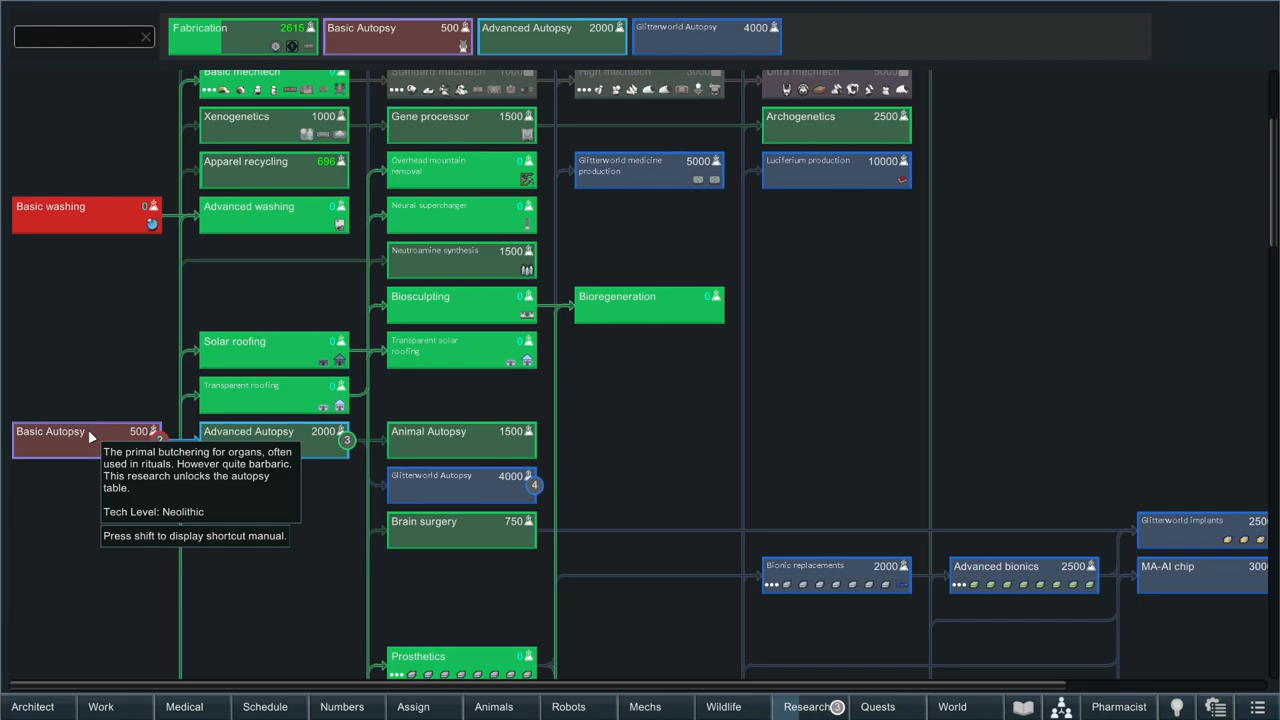 Fabrication 2615
Basic Autopsy 500
Advanced Autopsy 2000
Glitterworld Autopsy 4000
Basic mechtech 0
Standard mechtech 1000
High mechtech 3000
Ultra mechtech 5000
Xenogenetics 1000
Gene processor 1500
Archogenetics 2500
Apparel recycling 696
Overhead mountain removal 0
Glitterworld medicine production 5000
Luciferium production 10000
Basic washing 0
Advanced washing 0
Neural supercharger 0
Neutroamine synthesis 1500
Biosculpting 0
Bioregeneration 0
Solar roofing 0
Transparent solar roofing 0
Transparent roofing 0
Basic Autopsy 500
Advanced Autopsy 2000
3
Animal Autopsy 1500
The primal butchering for organs, often
used in rituals. However quite barbaric.
This research unlocks the autopsy
table.
Tech Level: Neolithic
Press shift to display shortcut manual.
Glitterworld Autopsy 4000
4
Brain surgery 750
Glitterworld implants 250
Bionic replacements 2000
Advanced bionics 2500
MA-AI chip 300
Prosthetics 0
Architect Work Medical Schedule Numbers Assign Animals Robots Mechs Wildlife Research 3 Quests World Pharmacist